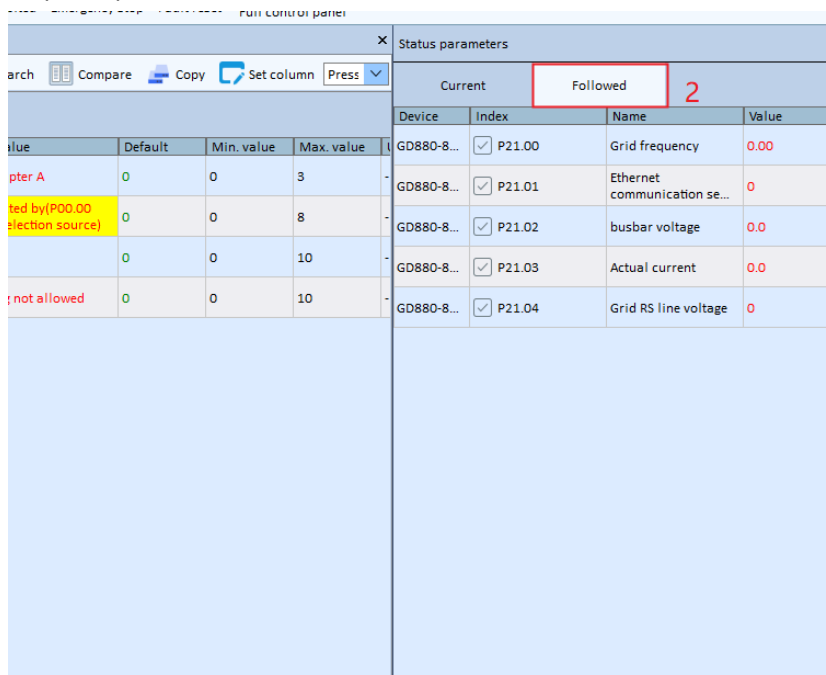 Full control panel
×
Status parameters
arch Compare Copy Set column Press
Current Followed 2
Device Index Name Value
alue Default Min. value Max. value
pter A 0 0 3 -
ted by(P00.00
election source) 0 0 8 -
0 0 10 -
g not allowed 0 0 10 -
GD880-8... P21.00 Grid frequency 0.00
GD880-8... P21.01 Ethernet
communication se... 0
GD880-8... P21.02 busbar voltage 0.0
GD880-8... P21.03 Actual current 0.0
GD880-8... P21.04 Grid RS line voltage 0